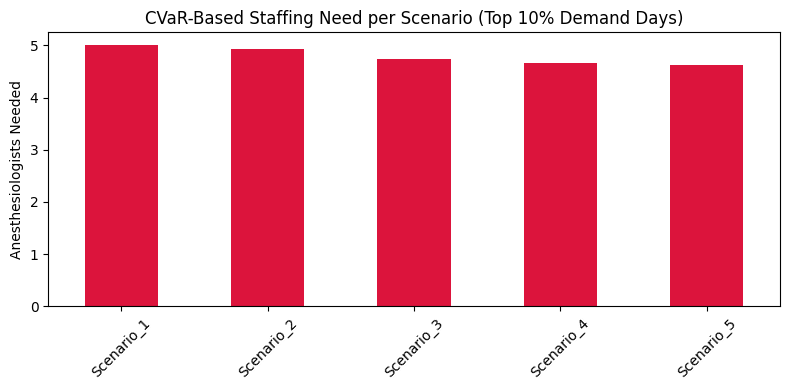 CVaR-Based Staffing Need per Scenario (Top 10% Demand Days)
Anesthesiologists Needed
5
4
3
2
1
0
Scenario_1
Scenario_2
Scenario_3
Scenario_4
Scenario_5